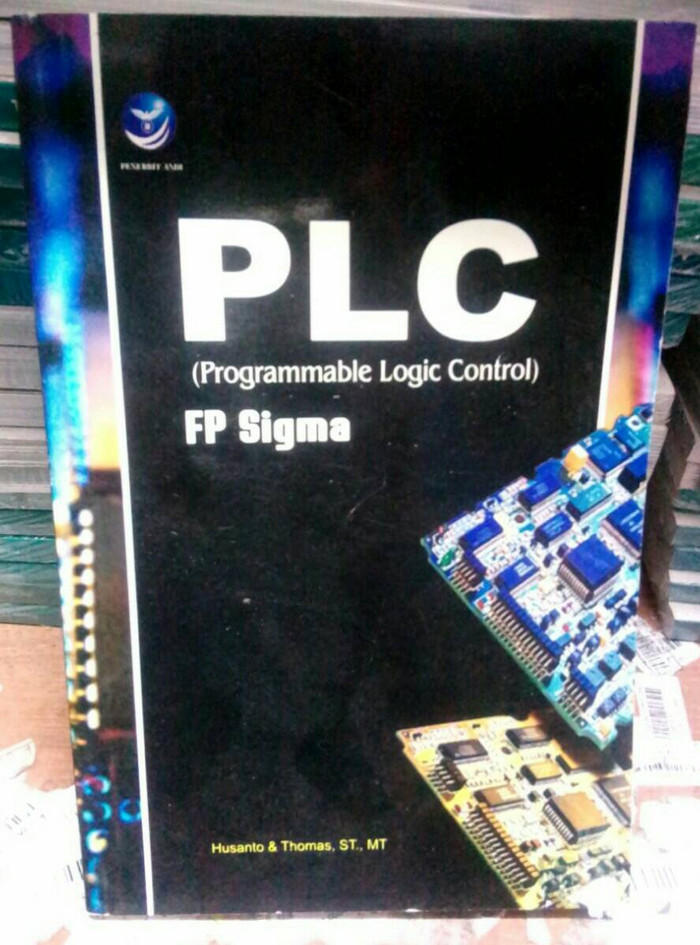 PENERBIT ANDI
PLC
(Programmable Logic Control)
FP Sigma
Husanto & Thomas, ST., MT